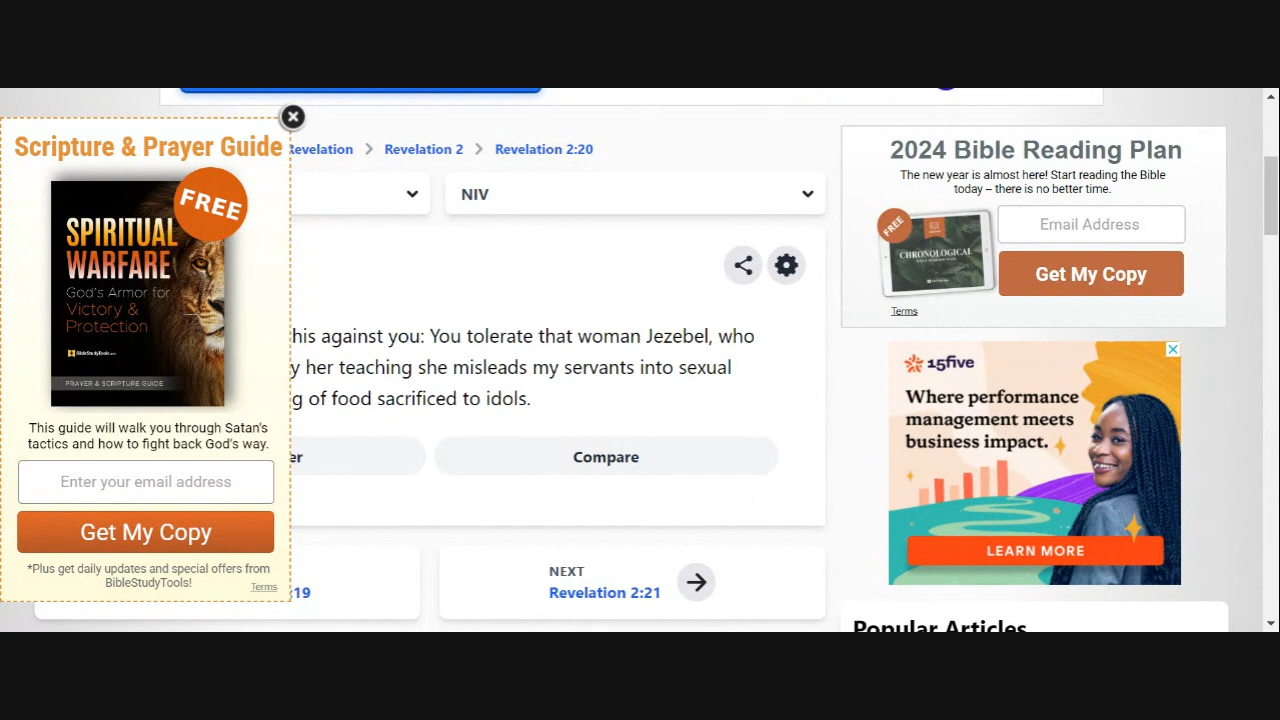 Scripture & Prayer Guide
FREE
SPIRITUAL
WARFARE
God's Armor for
Victory &
Protection
BibleStudyTools
PRAYER & SCRIPTURE GUIDE
This guide will walk you through Satan's
tactics and how to fight back God's way.
Enter your email address
Get My Copy
*Plus get daily updates and special offers from
BibleStudyTools!
Terms
Revelation
Revelation 2
Revelation 2:20
NIV
his against you: You tolerate that woman Jezebel, who
y her teaching she misleads my servants into sexual
g of food sacrificed to idols.
er
Compare
:19
NEXT
Revelation 2:21
2024 Bible Reading Plan
The new year is almost here! Start reading the Bible
today – there is no better time.
FREE
CHRONOLOGICAL
Email Address
Get My Copy
Terms
15five
Where performance
management meets
business impact.
LEARN MORE
Popular Articles